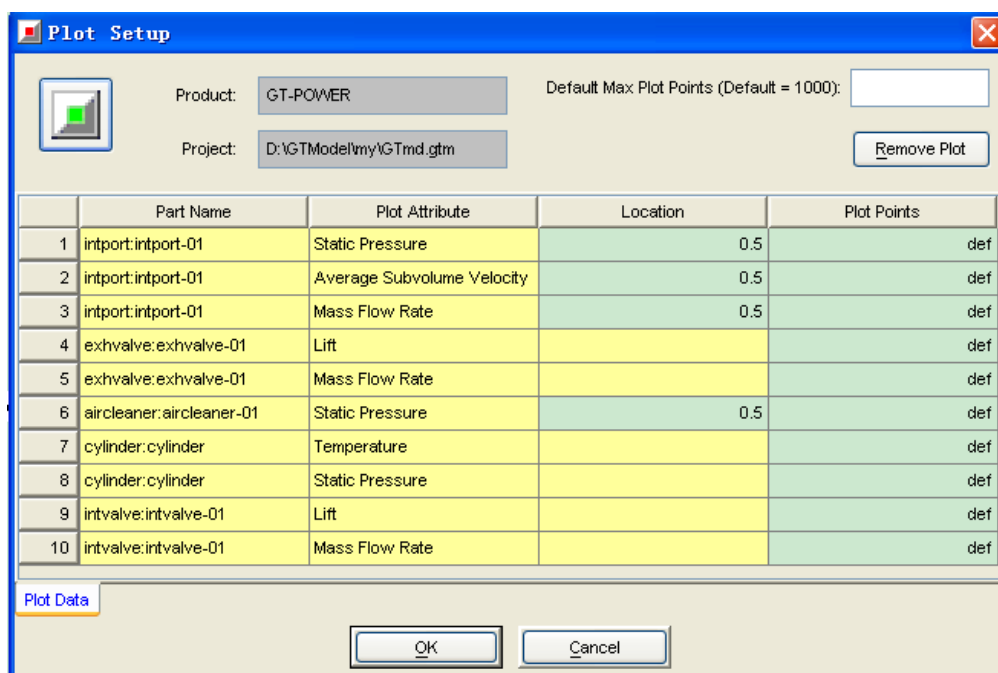 Plot Setup
Product: GT-POWER Default Max Plot Points (Default = 1000):
Project: D:\GTModel\my\GTmd.gtm Remove Plot
Part Name Plot Attribute Location Plot Points
1 intport:intport-01 Static Pressure 0.5 def
2 intport:intport-01 Average Subvolume Velocity 0.5 def
3 intport:intport-01 Mass Flow Rate 0.5 def
4 exhvalve:exhvalve-01 Lift def
5 exhvalve:exhvalve-01 Mass Flow Rate def
6 aircleaner:aircleaner-01 Static Pressure 0.5 def
7 cylinder:cylinder Temperature def
8 cylinder:cylinder Static Pressure def
9 intvalve:intvalve-01 Lift def
10 intvalve:intvalve-01 Mass Flow Rate def
Plot Data
OK Cancel